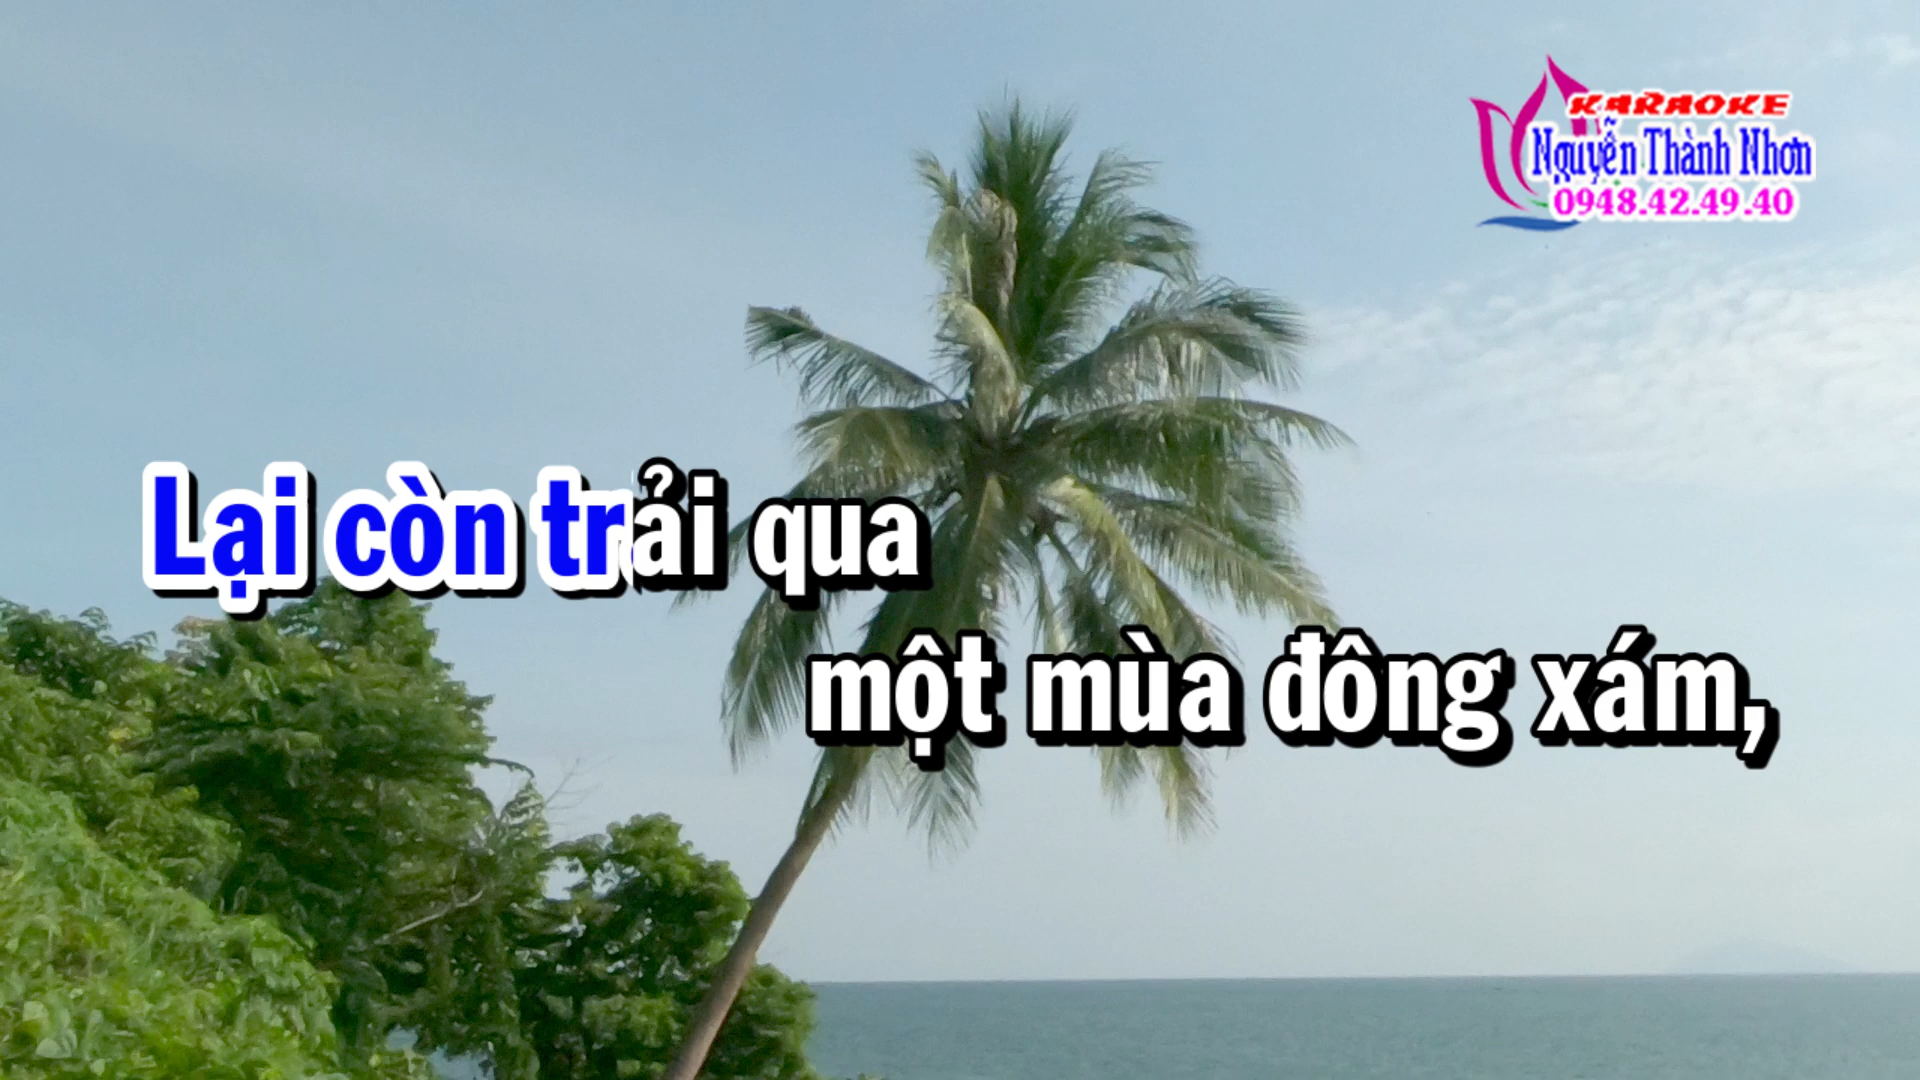 KARAOKE
Nguyễn Thành Nhơn
0948.42.49.40
Lại còn trải qua
một mùa đông xám,